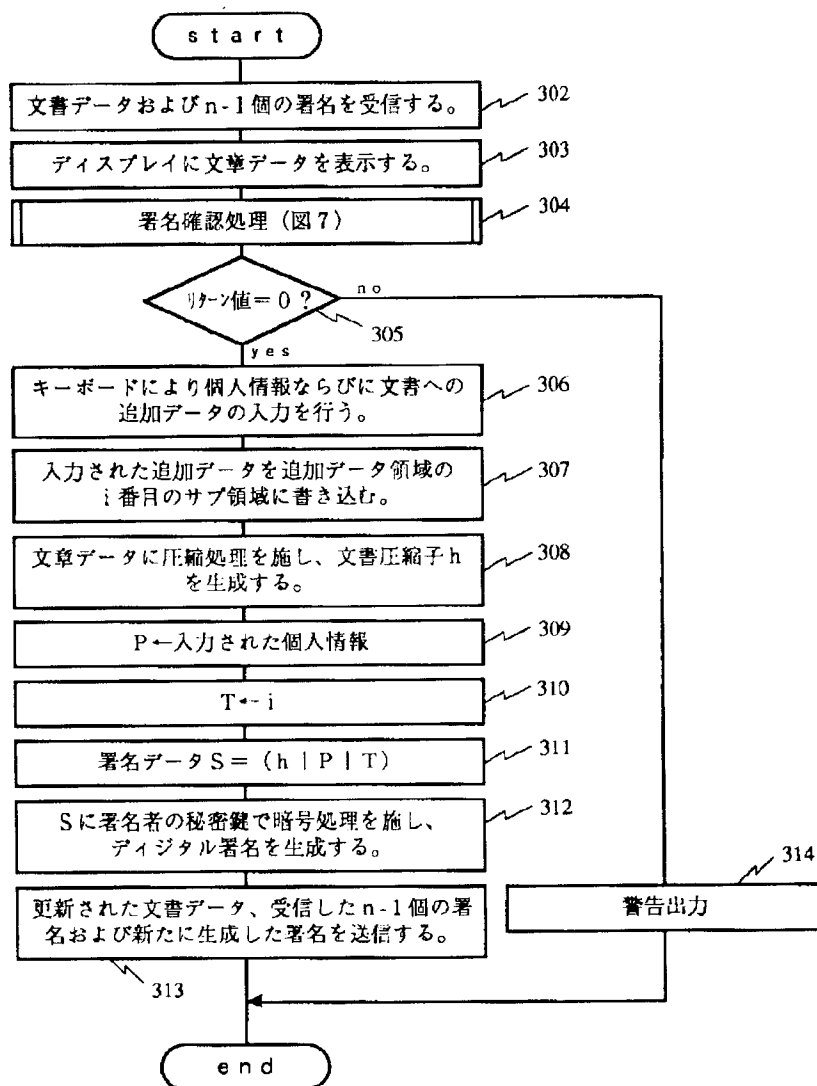 start
文書データおよびn-1個の署名を受信する。
302
ディスプレイに文章データを表示する。
303
署名確認処理(図7)
304
リターン値=0?
no
305
yes
キーボードにより個人情報ならびに文書への
追加データの入力を行う。
306
入力された追加データを追加データ領域の
i番目のサブ領域に書き込む。
307
文章データに圧縮処理を施し、文書圧縮子h
を生成する。
308
P←入力された個人情報
309
T←i
310
署名データS=(h|P|T)
311
Sに署名者の秘密鍵で暗号処理を施し、
ディジタル署名を生成する。
312
更新された文書データ、受信したn-1個の署
名および新たに生成した署名を送信する。
313
314
警告出力
end